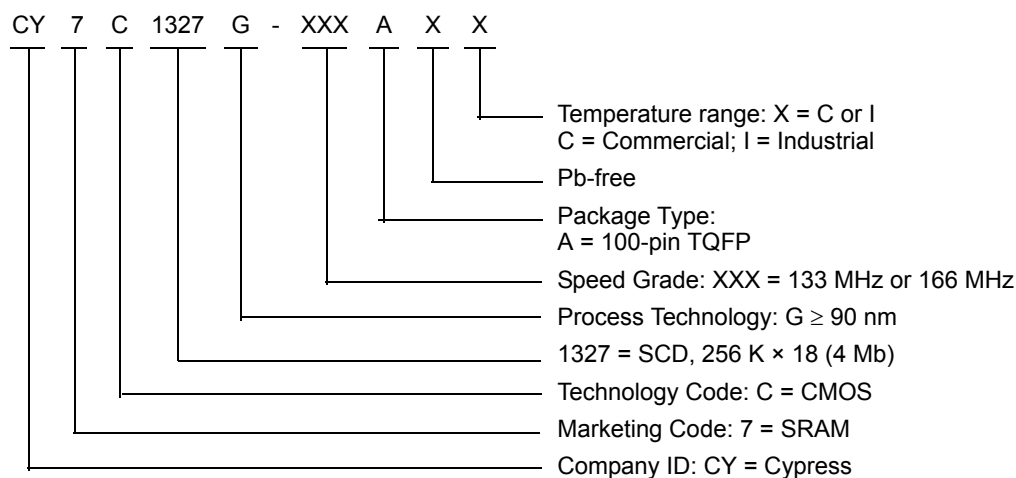 CY 7 C 1327 G - XXX A X X
Temperature range: X = C or I
C = Commercial; I = Industrial
Pb-free
Package Type:
A = 100-pin TQFP
Speed Grade: XXX = 133 MHz or 166 MHz
Process Technology: G ≥ 90 nm
1327 = SCD, 256 K × 18 (4 Mb)
Technology Code: C = CMOS
Marketing Code: 7 = SRAM
Company ID: CY = Cypress